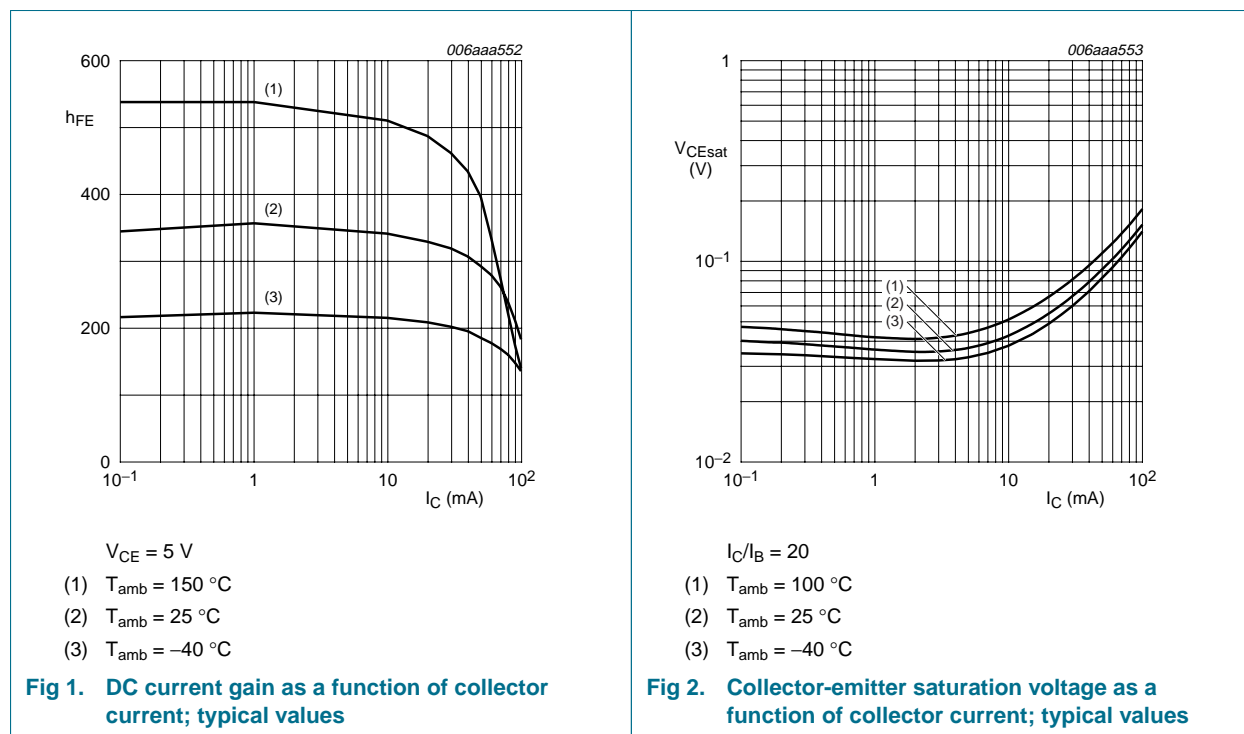 006aaa552
600
hFE
400
200
0
(1)
(2)
(3)
10−1
1
10
102
IC (mA)
VCE = 5 V
(1) Tamb = 150 °C
(2) Tamb = 25 °C
(3) Tamb = −40 °C
Fig 1. DC current gain as a function of collector
current; typical values
006aaa553
1
VCEsat
(V)
10−1
10−2
(1)
(2)
(3)
10−1
1
10
102
IC (mA)
IC/IB = 20
(1) Tamb = 100 °C
(2) Tamb = 25 °C
(3) Tamb = −40 °C
Fig 2. Collector-emitter saturation voltage as a
function of collector current; typical values